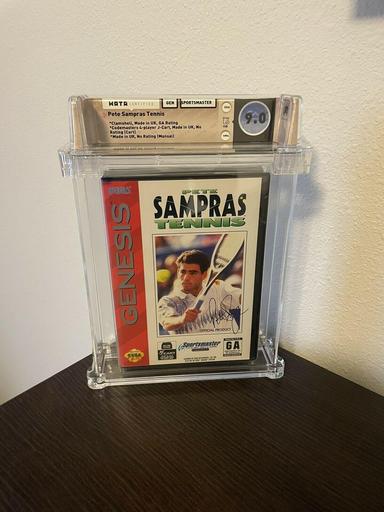 WATA CERTIFIED GEN SPORTSMASTER
Pete Sampras Tennis
*Clamshell, Made in UK, GA Rating
*Codemasters 4-player J-Cart, Made in UK, No
Rating (Cart)
*Made in UK, No Rating (Manual)
9.0
SEGA
GENESIS
PETE
SAMPRAS
TENNIS
OFFICIAL PRODUCT
Sportsmaster
GA
SEGA